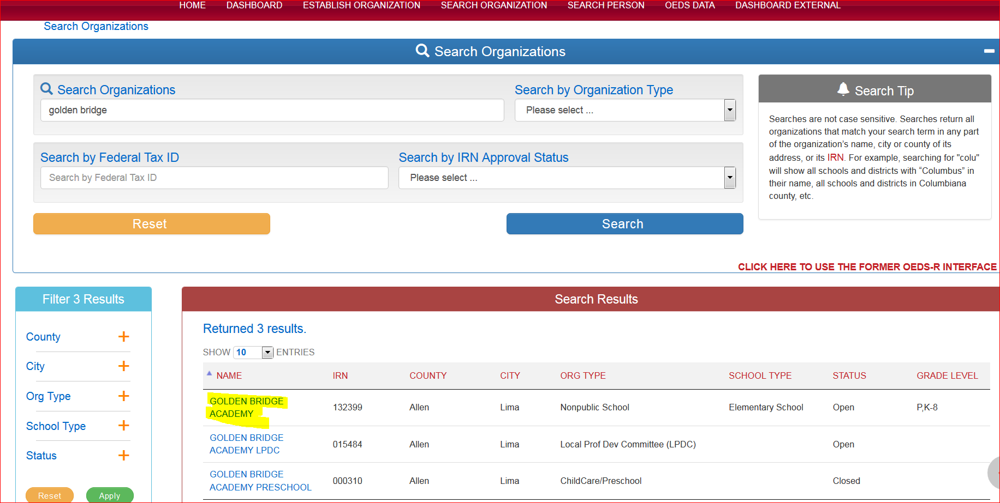 HOME DASHBOARD ESTABLISH ORGANIZATION SEARCH ORGANIZATION SEARCH PERSON OEDS DATA DASHBOARD EXTERNAL
Search Organizations
Search Organizations
Search Organizations
golden bridge
Search by Organization Type
Please select ...
Search by Federal Tax ID
Search by Federal Tax ID
Search by IRN Approval Status
Please select ...
Reset
Search
Search Tip
Searches are not case sensitive. Searches return all
organizations that match your search term in any part
of the organization’s name, city or county of its
address, or its IRN. For example, searching for "colu"
will show all schools and districts with “Columbus” in
their name, all schools and districts in Columbiana
county, etc.
CLICK HERE TO USE THE FORMER OEDS-R INTERFACE
Filter 3 Results
County
City
Org Type
School Type
Status
Reset Apply
Search Results
Returned 3 results.
SHOW 10 ENTRIES
NAME IRN COUNTY CITY ORG TYPE SCHOOL TYPE STATUS GRADE LEVEL
GOLDEN BRIDGE
ACADEMY 132399 Allen Lima Nonpublic School Elementary School Open P,K-8
GOLDEN BRIDGE
ACADEMY LPDC 015484 Allen Lima Local Prof Dev Committee (LPDC) Open
GOLDEN BRIDGE
ACADEMY PRESCHOOL 000310 Allen Lima ChildCare/Preschool Closed